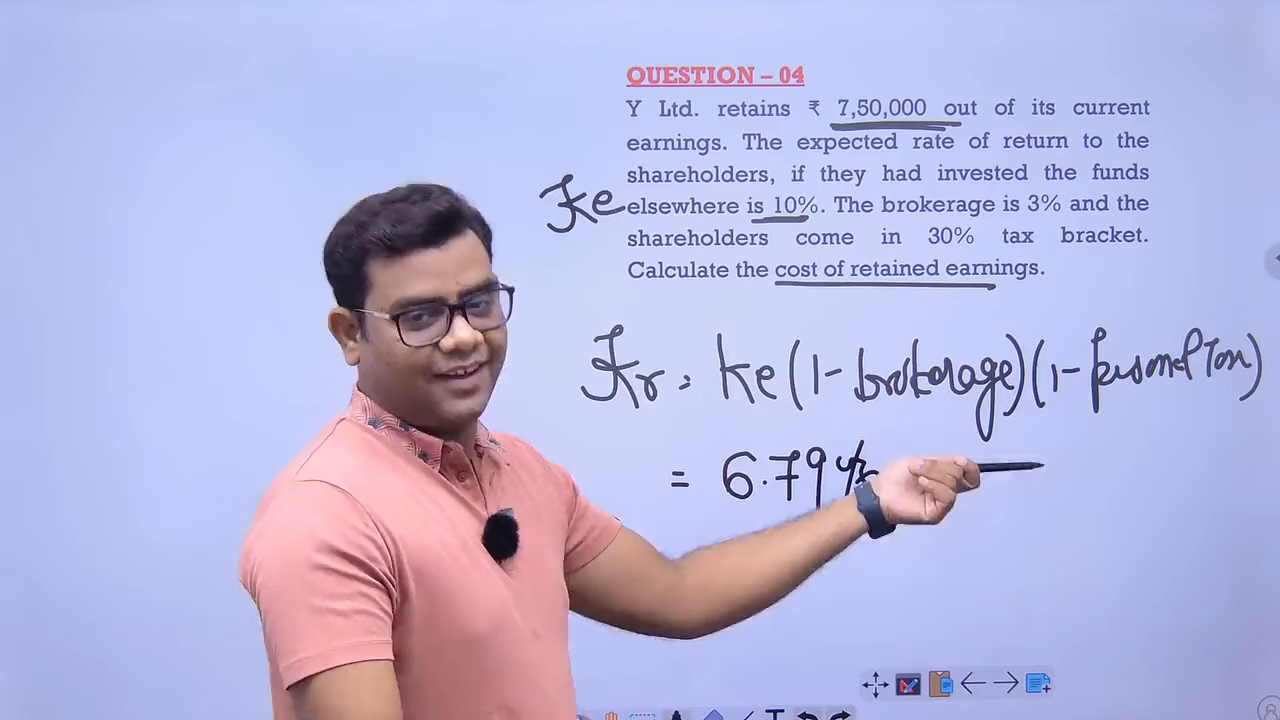 QUESTION – 04
Y Ltd. retains ₹ 7,50,000 out of its current
earnings. The expected rate of return to the
shareholders, if they had invested the funds
Ke
elsewhere is 10%. The brokerage is 3% and the
shareholders come in 30% tax bracket.
Calculate the cost of retained earnings.
Kr = Ke (1 - brokerage) (1 - personal Tax)
= 6.79 %